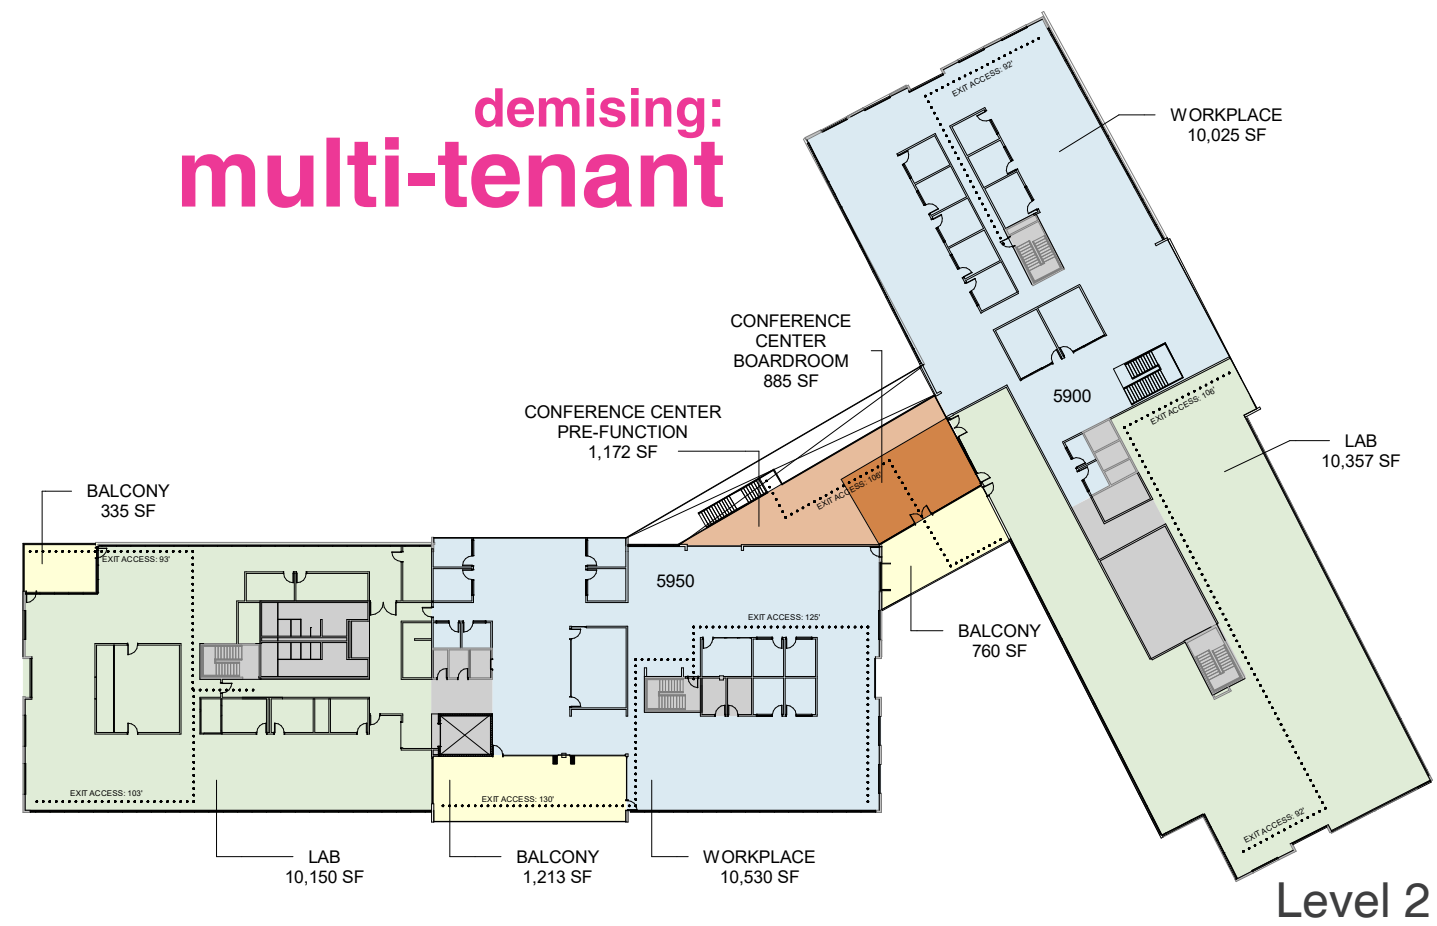 demising:
multi-tenant
EXIT ACCESS: 92'
WORKPLACE
10,025 SF
CONFERENCE
CENTER
BOARDROOM
885 SF
5900
EXIT ACCESS: 106'
CONFERENCE CENTER
PRE-FUNCTION
1,172 SF
LAB
10,357 SF
EXIT ACCESS: 106'
BALCONY
335 SF
EXIT ACCESS: 93'
5950
EXIT ACCESS: 125'
BALCONY
760 SF
EXIT ACCESS: 103'
EXIT ACCESS: 130'
EXIT ACCESS: 92'
LAB
10,150 SF
BALCONY
1,213 SF
WORKPLACE
10,530 SF
Level 2